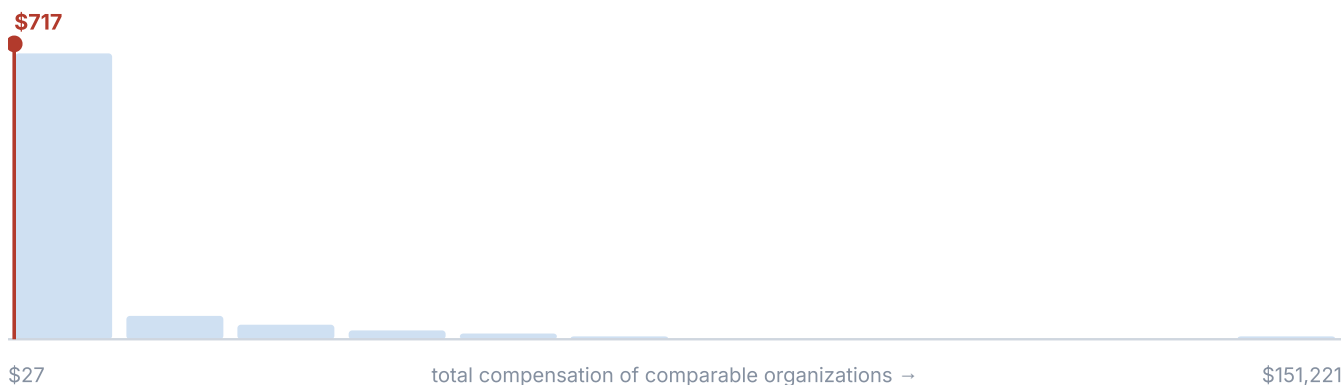 $717
$27 total compensation of comparable organizations → $151,221